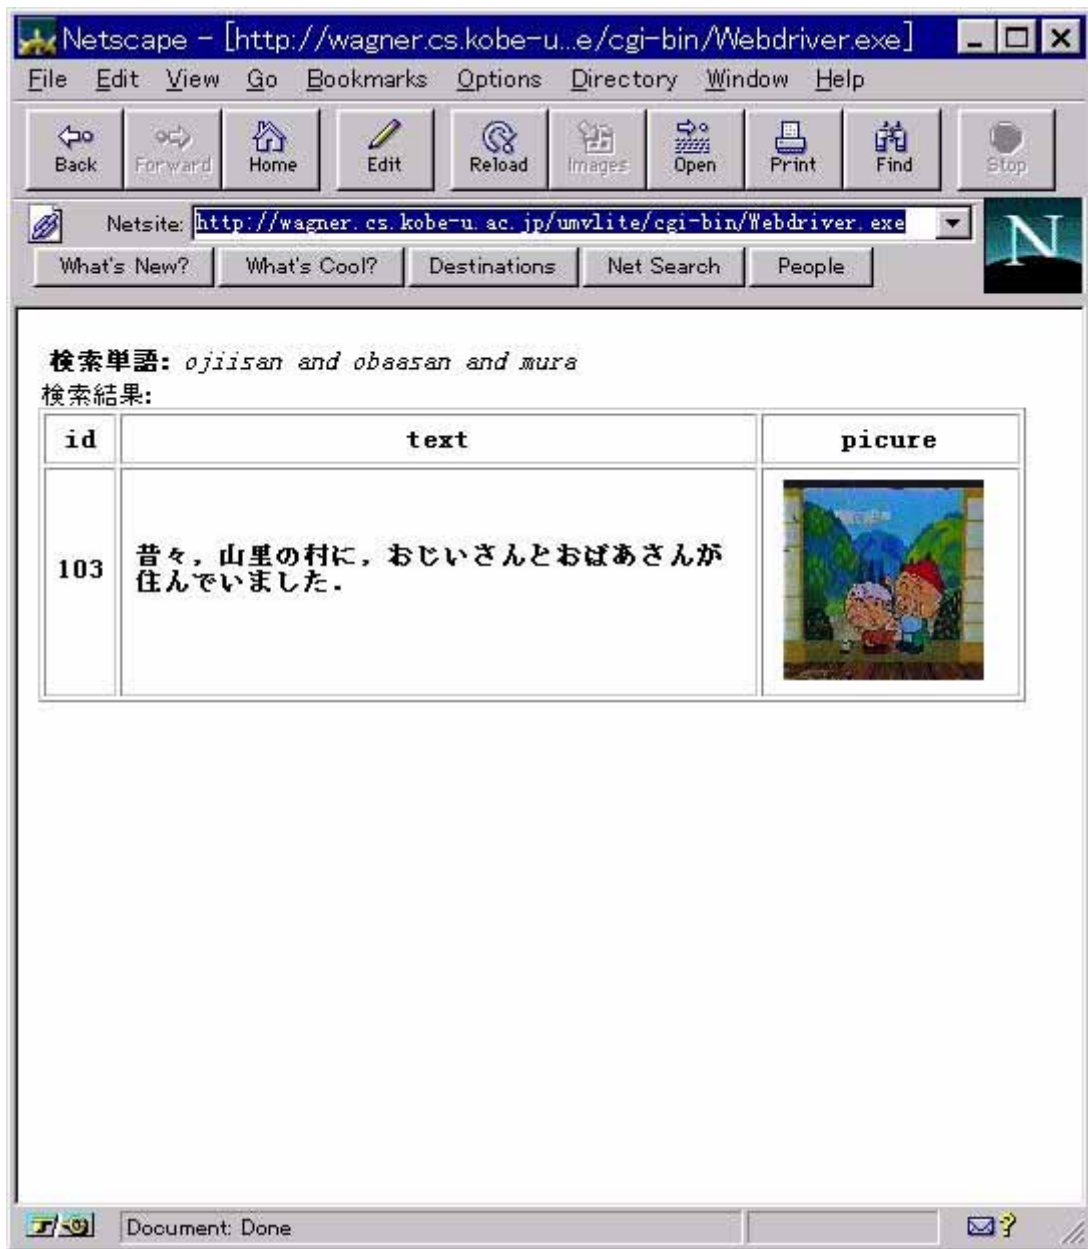 Netscape - [http://wagner.cs.kobe-u...e/cgi-bin/Webdriver.exe]
File Edit View Go Bookmarks Options Directory Window Help
Back Forward Home Edit Reload Images Open Print Find Stop
Netsite: http://wagner.cs.kobe-u.ac.jp/umvlite/cgi-bin/Webdriver.exe
N
What's New? What's Cool? Destinations Net Search People
検索単語: ojiisan and obaasan and mura
検索結果:
id text picure
103 昔々，山里の村に，おじいさんとおばあさんが
住んでいました．
Document: Done